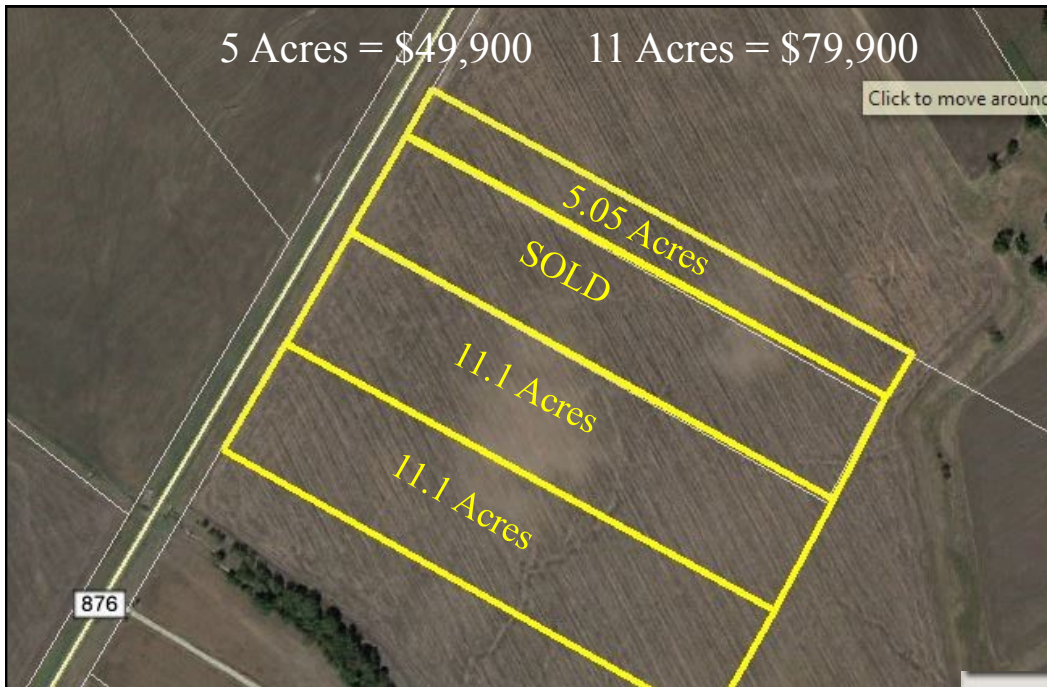 5 Acres = $49,900 11 Acres = $79,900
Click to move around
5.05 Acres
SOLD
11.1 Acres
11.1 Acres
876